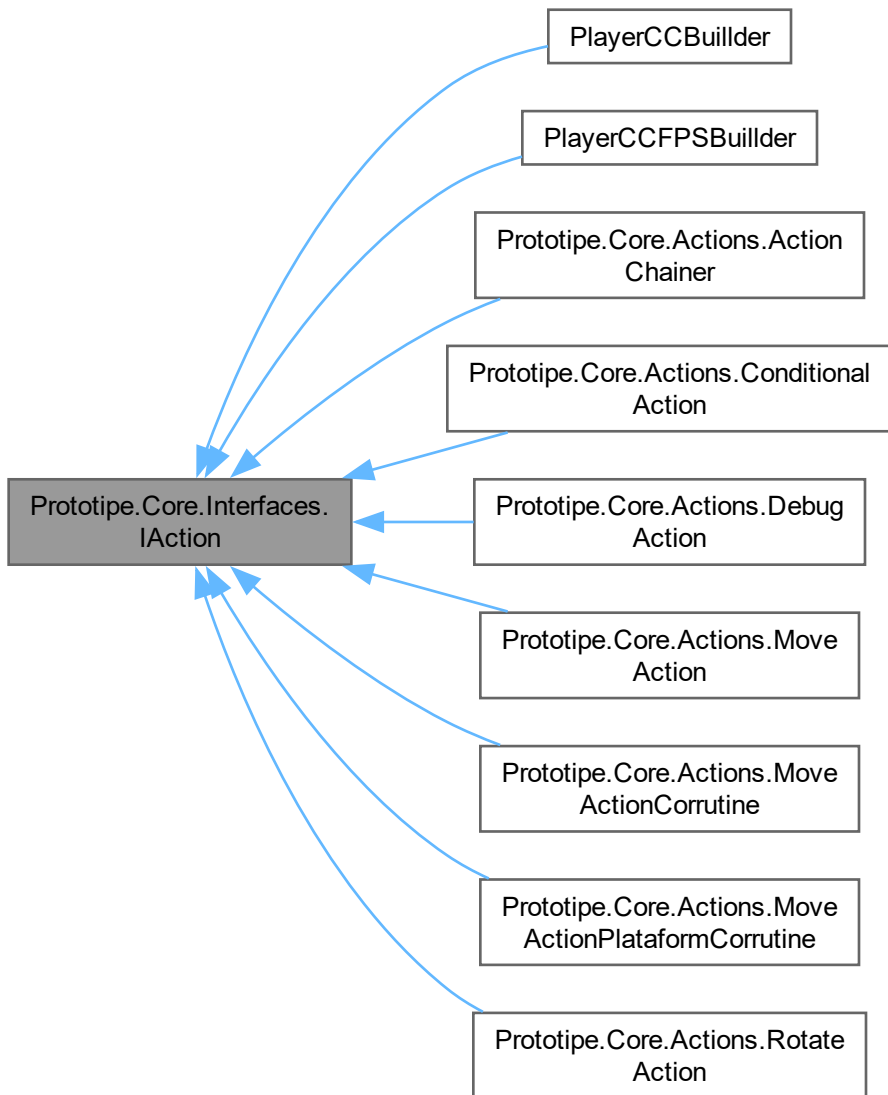 PlayerCCBuillder
PlayerCCFPSBuillder
Prototipe.Core.Actions.Action
Chainer
Prototipe.Core.Actions.Conditional
Action
Prototipe.Core.Interfaces.
IAction
Prototipe.Core.Actions.Debug
Action
Prototipe.Core.Actions.Move
Action
Prototipe.Core.Actions.Move
ActionCorrutine
Prototipe.Core.Actions.Move
ActionPlataformCorrutine
Prototipe.Core.Actions.Rotate
Action